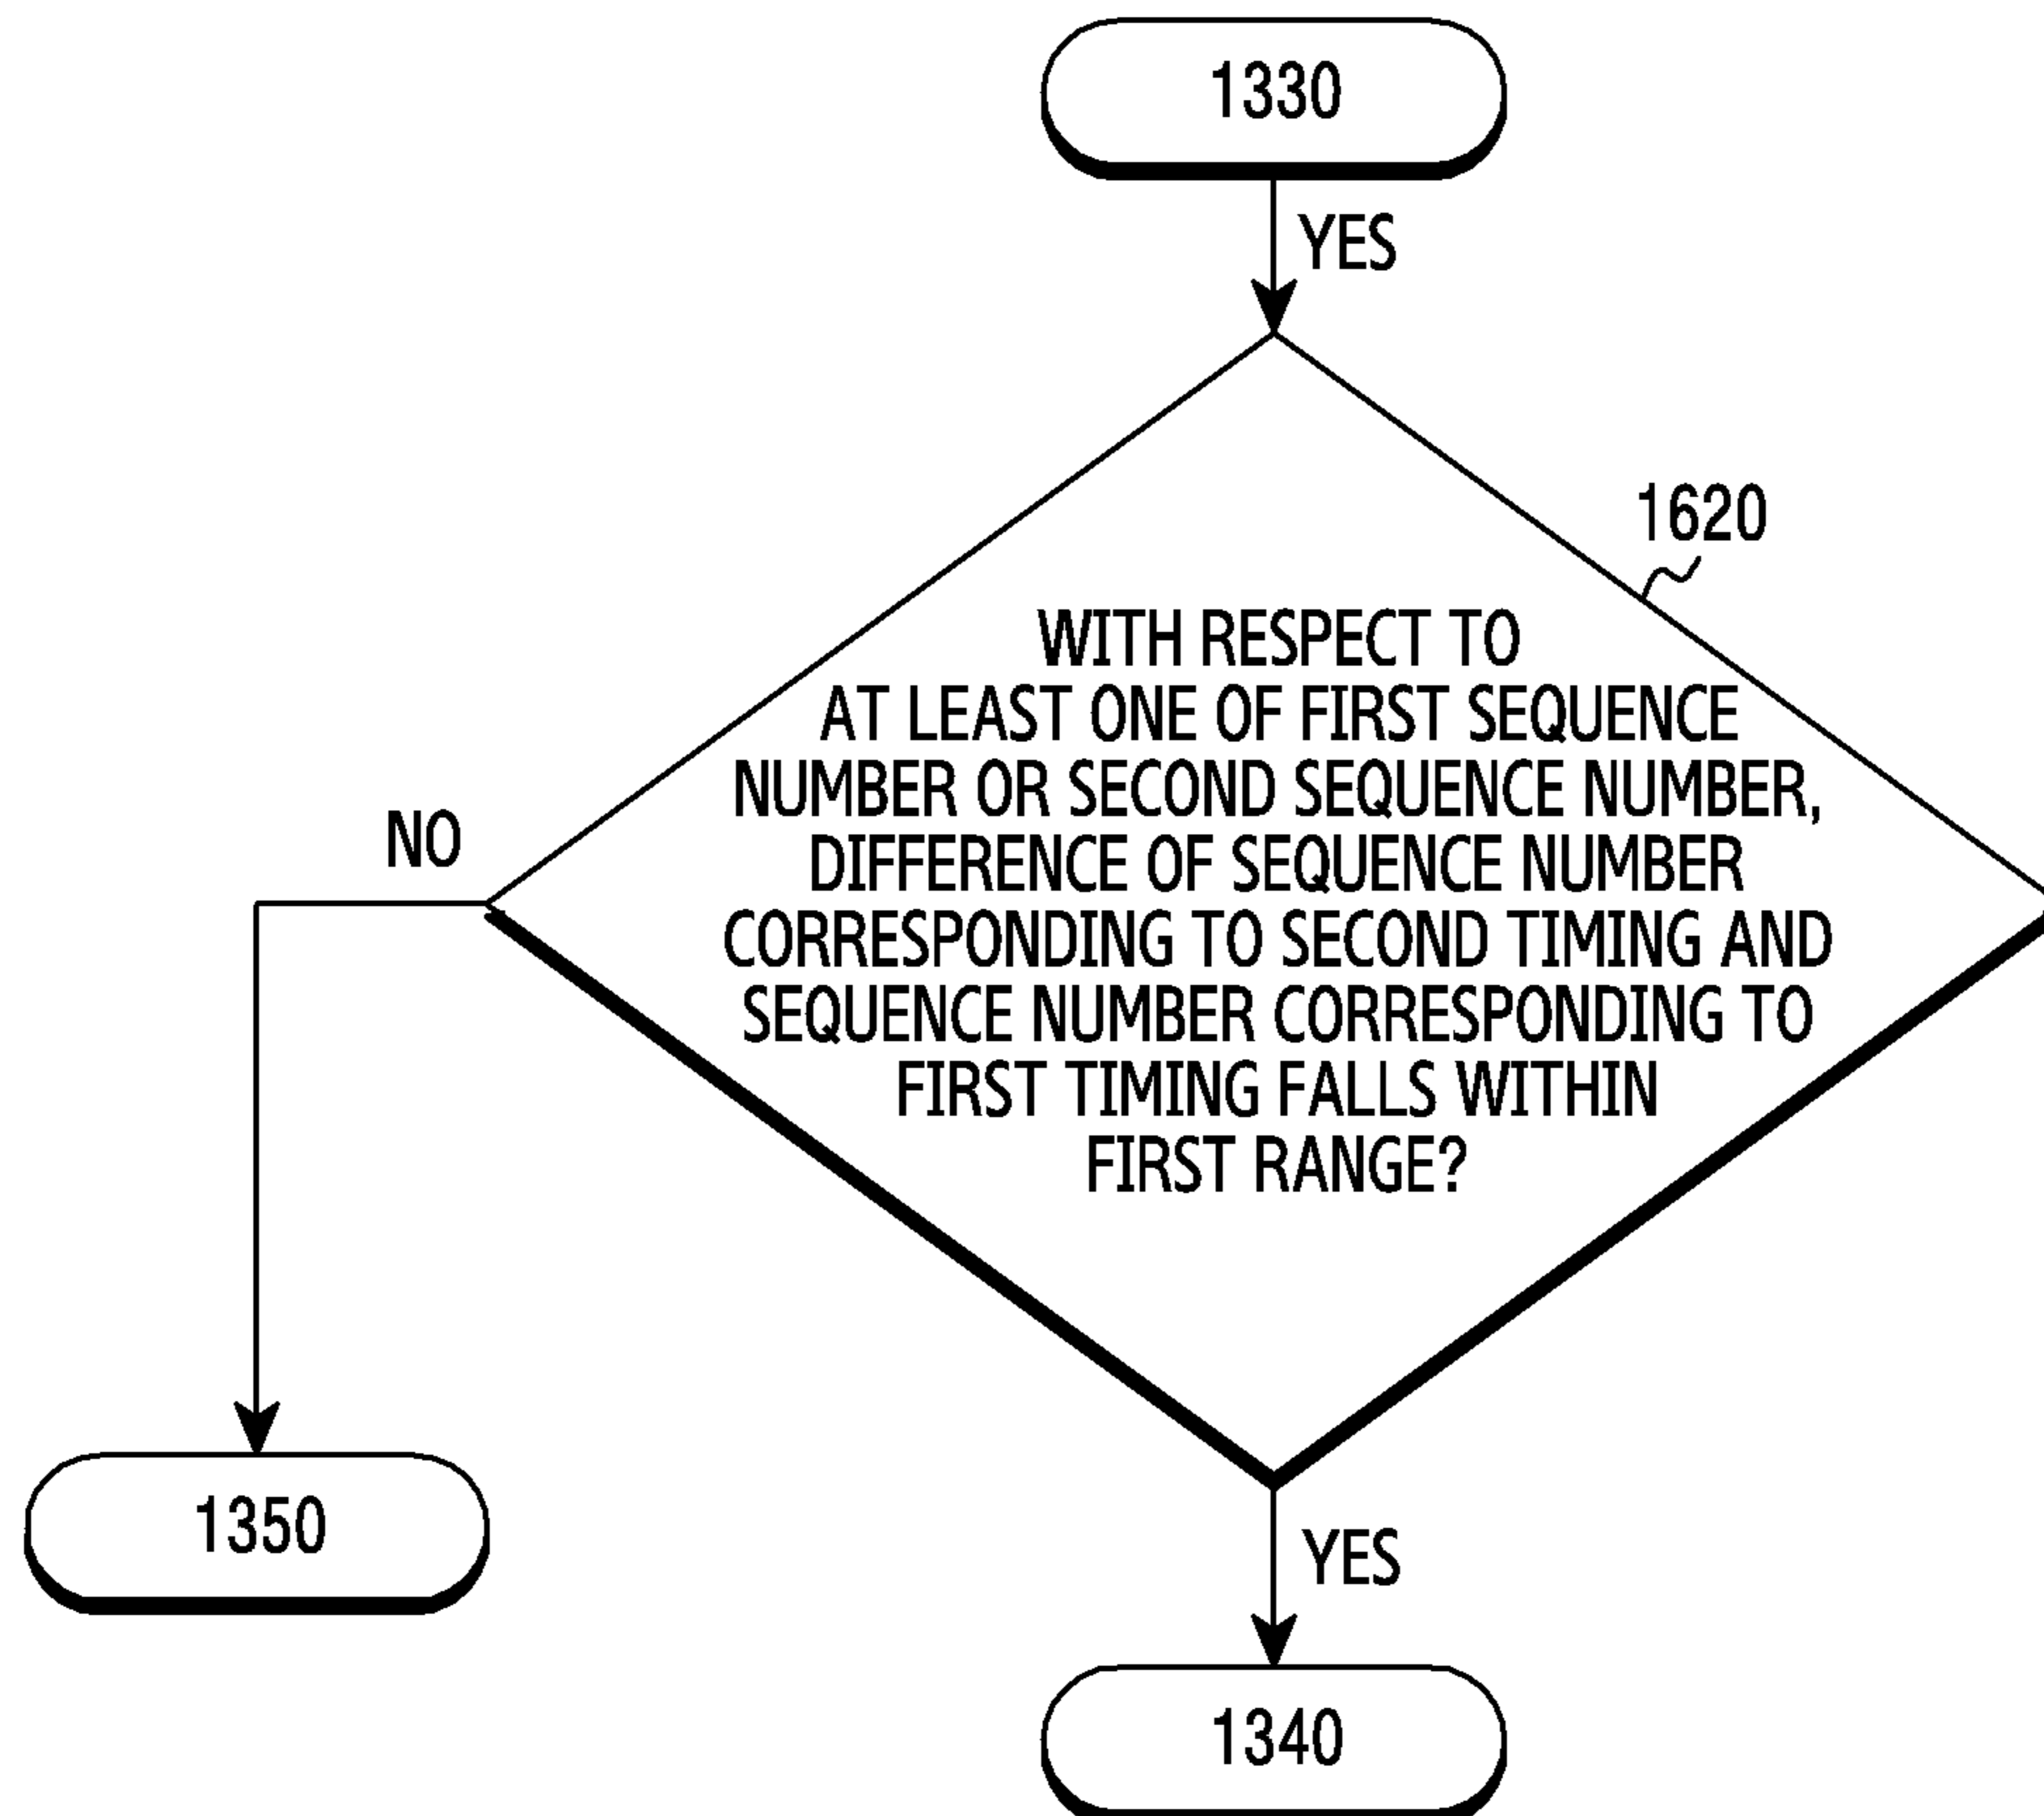 1330
YES
1620
WITH RESPECT TO
AT LEAST ONE OF FIRST SEQUENCE
NUMBER OR SECOND SEQUENCE NUMBER,
DIFFERENCE OF SEQUENCE NUMBER
CORRESPONDING TO SECOND TIMING AND
SEQUENCE NUMBER CORRESPONDING TO
FIRST TIMING FALLS WITHIN
FIRST RANGE?
NO
1350
YES
1340